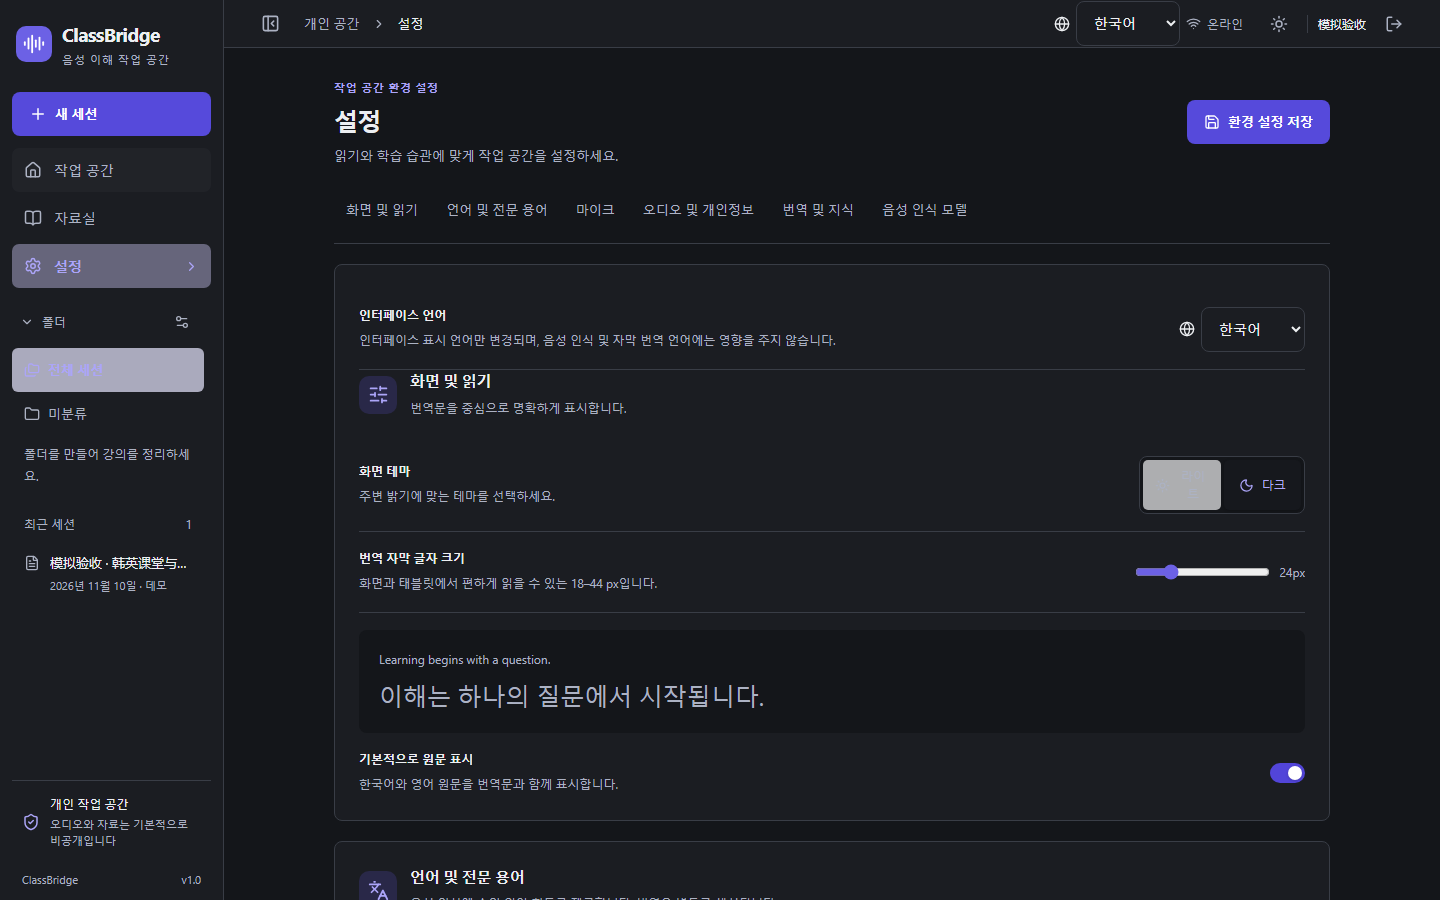 ClassBridge
음성 이해 작업 공간
새 세션
작업 공간
자료실
설정
폴더
전체 세션
미분류
폴더를 만들어 강의를 정리하세
요.
최근 세션 1
模拟验收 · 韩英课堂与...
2026년 11월 10일 · 데모
개인 작업 공간
오디오와 자료는 기본적으로
비공개입니다
ClassBridge v1.0
개인 공간 > 설정
한국어 온라인 模拟验收
작업 공간 환경 설정
설정
읽기와 학습 습관에 맞게 작업 공간을 설정하세요.
환경 설정 저장
화면 및 읽기 언어 및 전문 용어 마이크 오디오 및 개인정보 번역 및 지식 음성 인식 모델
인터페이스 언어
인터페이스 표시 언어만 변경되며, 음성 인식 및 자막 번역 언어에는 영향을 주지 않습니다.
한국어
화면 및 읽기
번역문을 중심으로 명확하게 표시합니다.
화면 테마
주변 밝기에 맞는 테마를 선택하세요.
다크
번역 자막 글자 크기
화면과 태블릿에서 편하게 읽을 수 있는 18–44 px입니다.
24px
Learning begins with a question.
이해는 하나의 질문에서 시작됩니다.
기본적으로 원문 표시
한국어와 영어 원문을 번역문과 함께 표시합니다.
언어 및 전문 용어